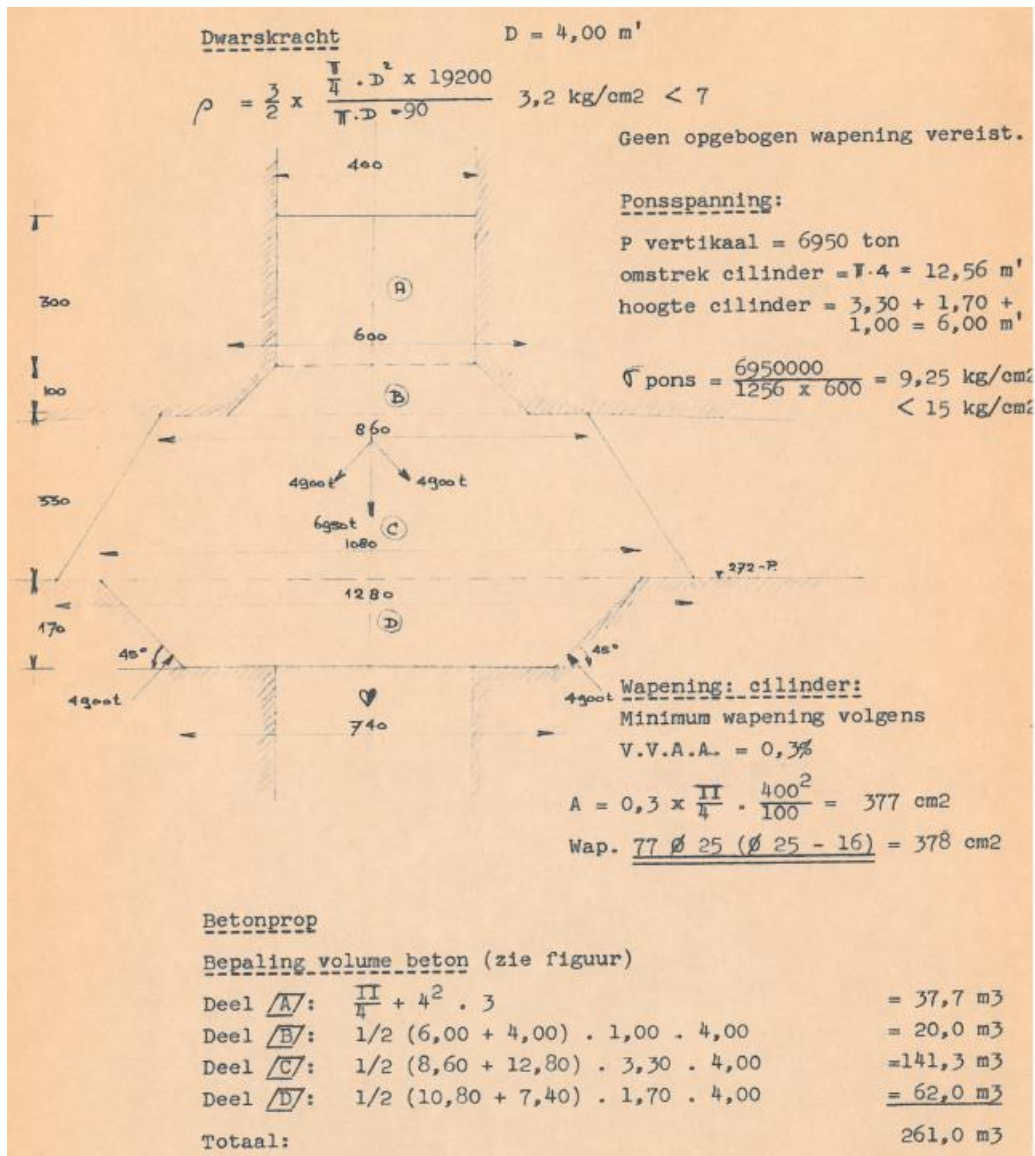 Dwarskracht D = 4,00 m'
ρ = 3/2 x (π/4 . D² x 19200)/(π.D - 90) 3,2 kg/cm2 < 7
Geen opgebogen wapening vereist.
400
Ponsspanning:
P vertikaal = 6950 ton
omstrek cilinder = π.4 = 12,56 m'
hoogte cilinder = 3,30 + 1,70 +
1,00 = 6,00 m'
300
A
600
σ pons = 6950000/(1256 x 600) = 9,25 kg/cm2
< 15 kg/cm2
100
B
860
4900t 4900t
6950t
330
C
1080
272-P.
1280
170
D
45° 45°
4900t 4900t
740
Wapening: cilinder:
Minimum wapening volgens
V.V.A.A. = 0,3%
A = 0,3 x π/4 . 400²/100 = 377 cm2
Wap. 77 Ø 25 (Ø 25 - 16) = 378 cm2
Betonprop
Bepaling volume beton (zie figuur)
Deel /A/: π/4 + 4² . 3 = 37,7 m3
Deel /B/: 1/2 (6,00 + 4,00) . 1,00 . 4,00 = 20,0 m3
Deel /C/: 1/2 (8,60 + 12,80) . 3,30 . 4,00 =141,3 m3
Deel /D/: 1/2 (10,80 + 7,40) . 1,70 . 4,00 = 62,0 m3
Totaal: 261,0 m3